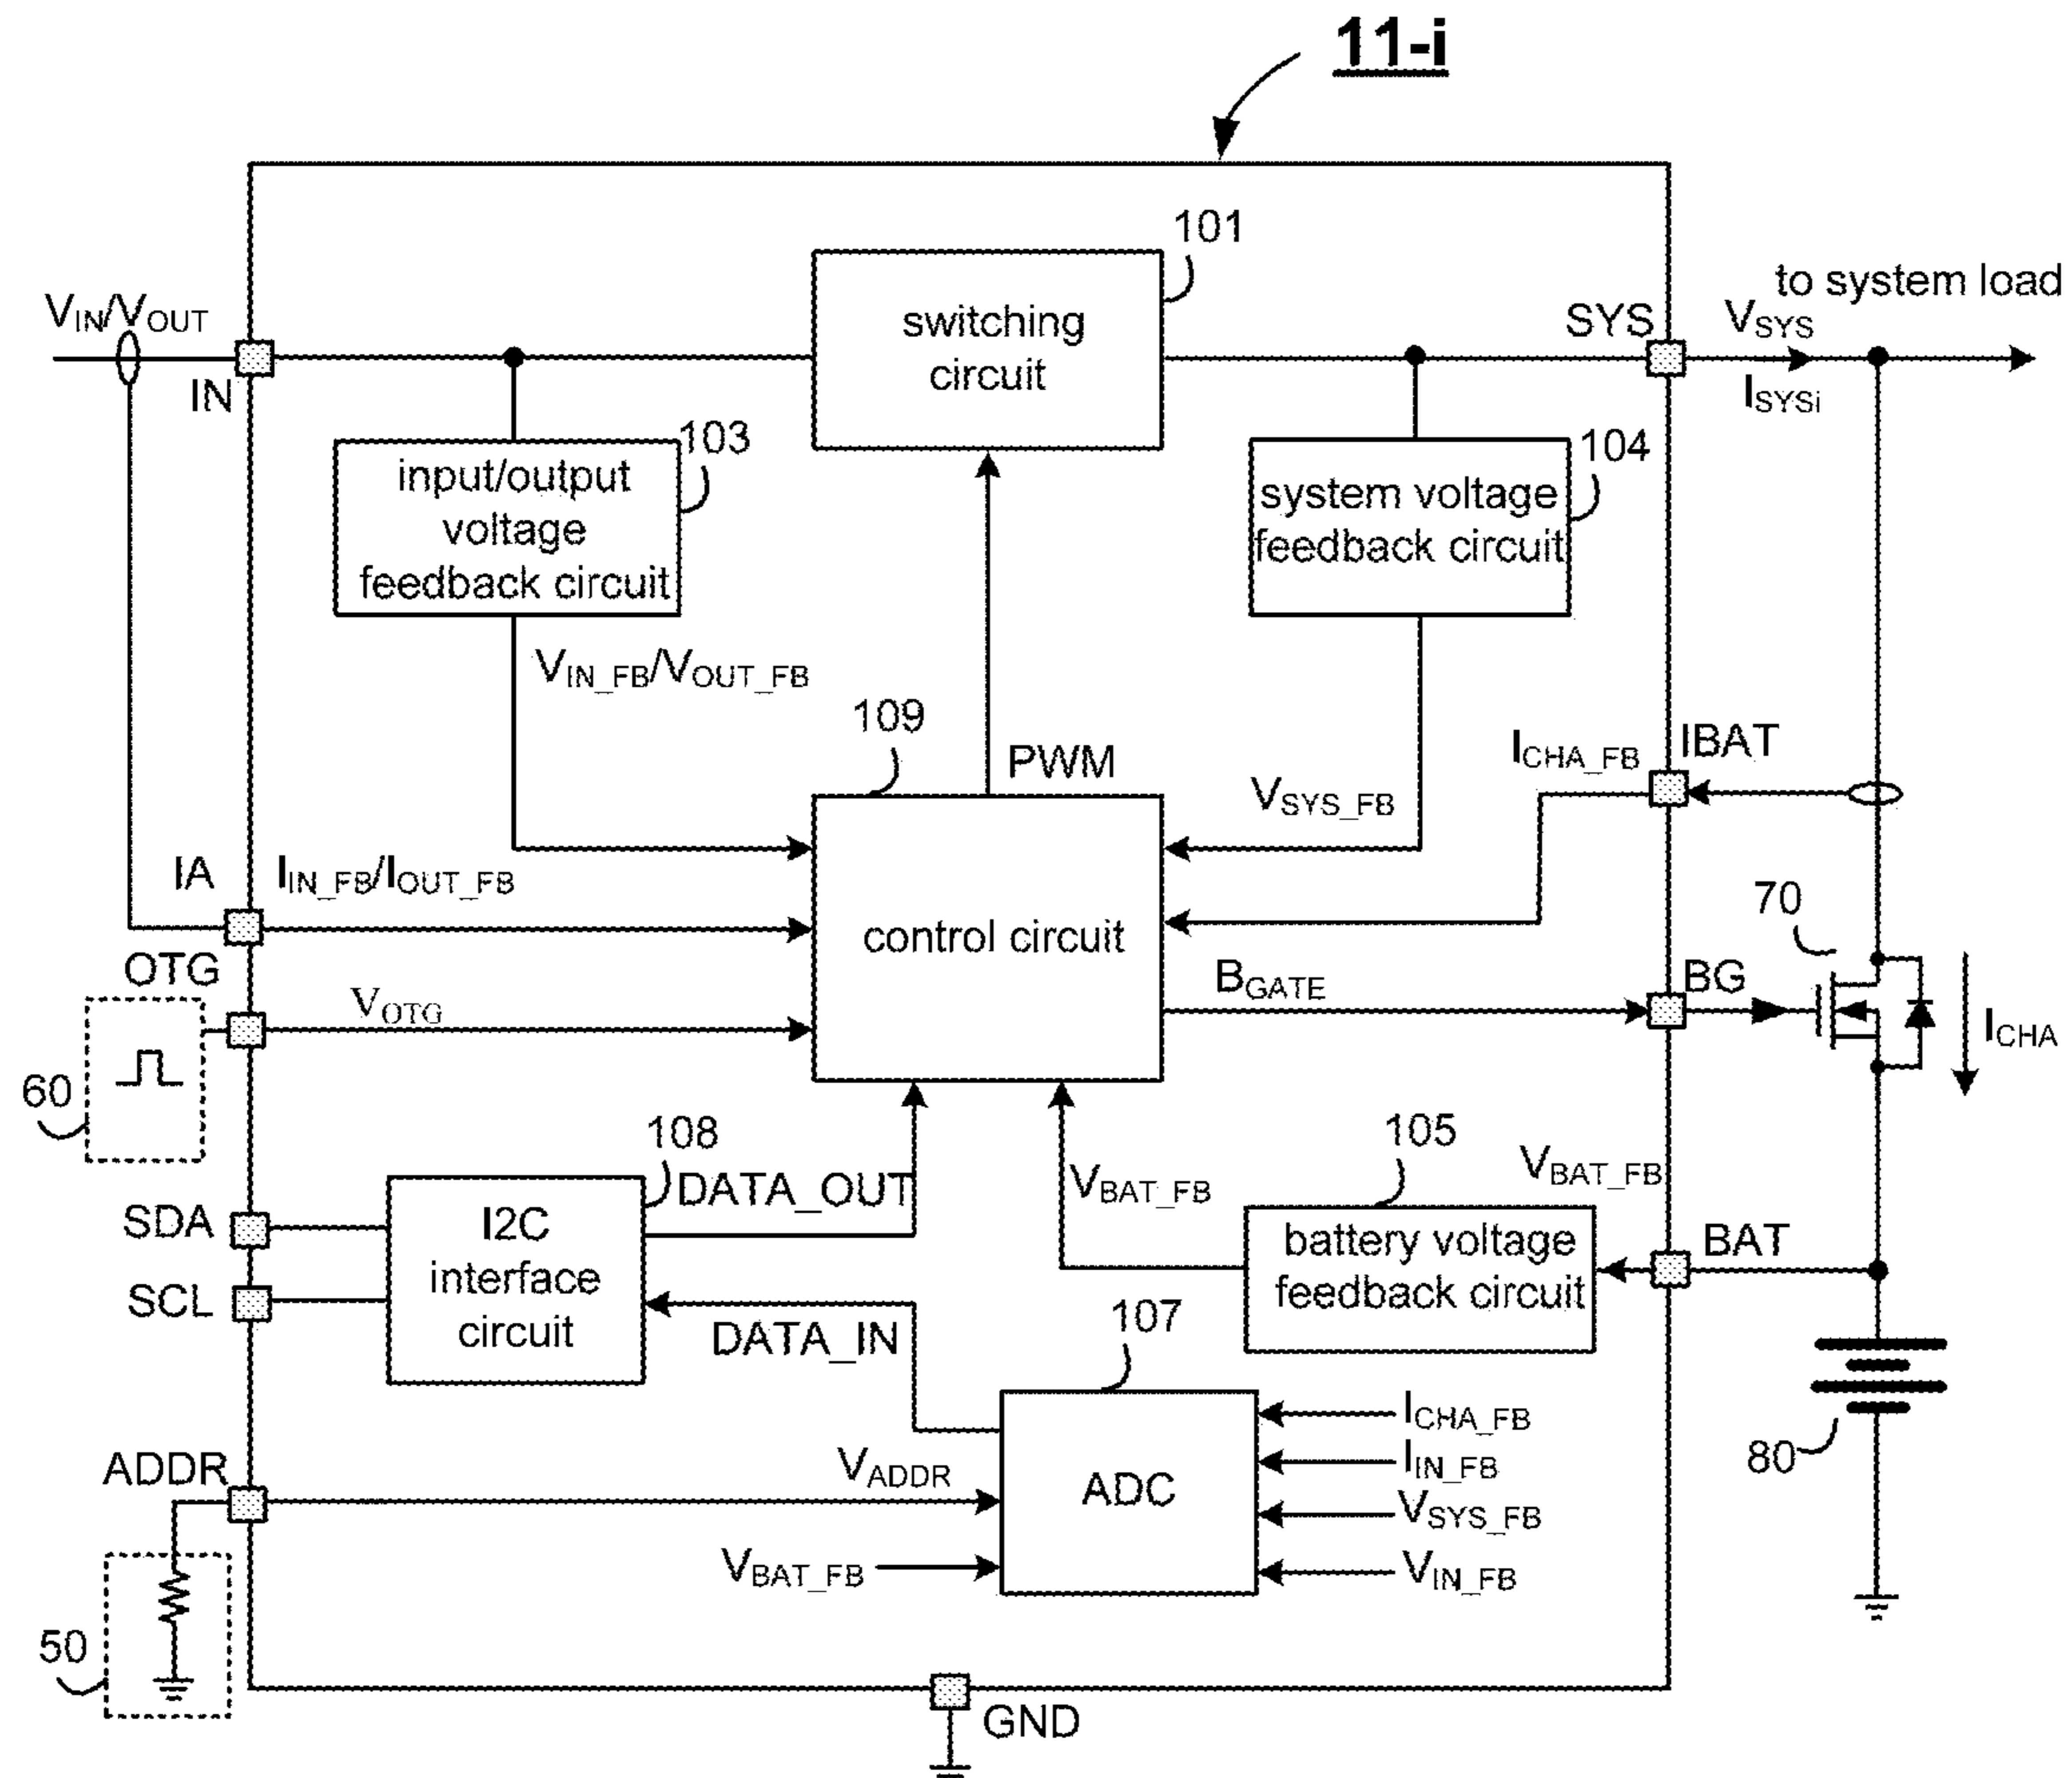 11-i
101
to system load
VIN/VOUT
switching
circuit
SYS
VSYS
IN
ISYSi
103
104
input/output
voltage
feedback circuit
system voltage
feedback circuit
VIN_FB/VOUT_FB
109
PWM
ICHA_FB
IBAT
VSYS_FB
IA
IIN_FB/IOUT_FB
control circuit
70
OTG
VOTG
BGATE
BG
ICHA
60
108
105
DATA_OUT
VBAT_FB
VBAT_FB
SDA
I2C
interface
circuit
battery voltage
feedback circuit
BAT
SCL
107
DATA_IN
ICHA_FB
ADDR
VADDR
ADC
IIN_FB
80
VSYS_FB
VBAT_FB
VIN_FB
50
GND